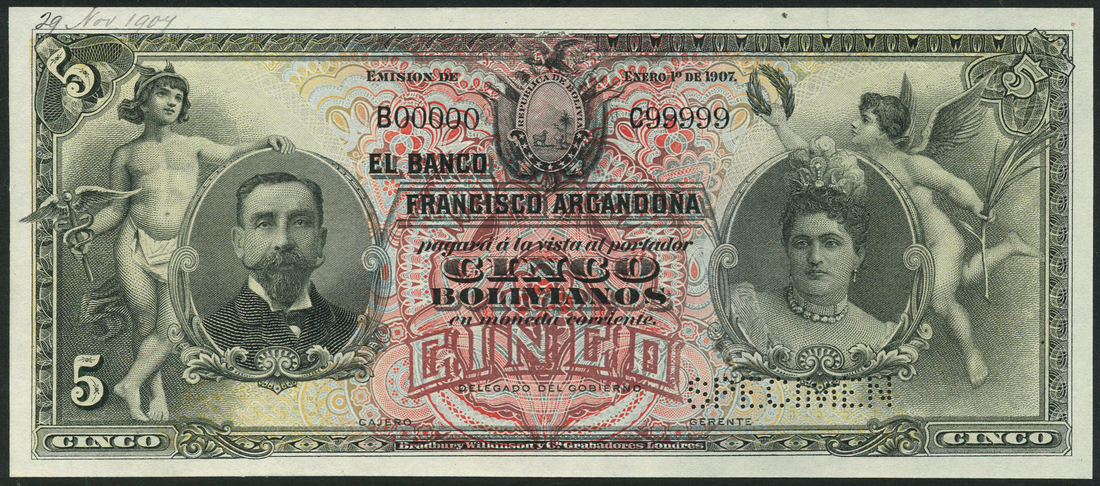 29 Nov 1907
5
5
EMISION DE
ENERO 1º DE 1907.
REPUBLICA DE BOLIVIA
B00000
C99999
EL BANCO
FRANCISCO ARGANDOÑA
pagará á la vista al portador
CINCO
BOLIVIANOS
en moneda corriente.
CINCO
DELEGADO DEL GOBIERNO
SPECIMEN
5
CAJERO
GERENTE
CINCO
CINCO
Bradbury Wilkinson y Ca. Grabadores Londres